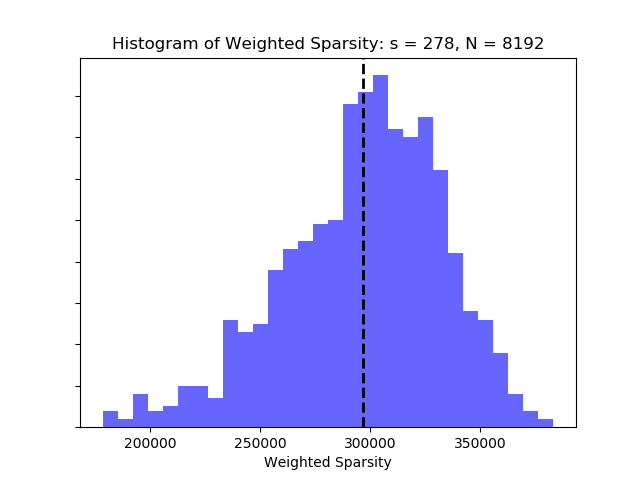 Histogram of Weighted Sparsity: s = 278, N = 8192
200000 250000 300000 350000
Weighted Sparsity